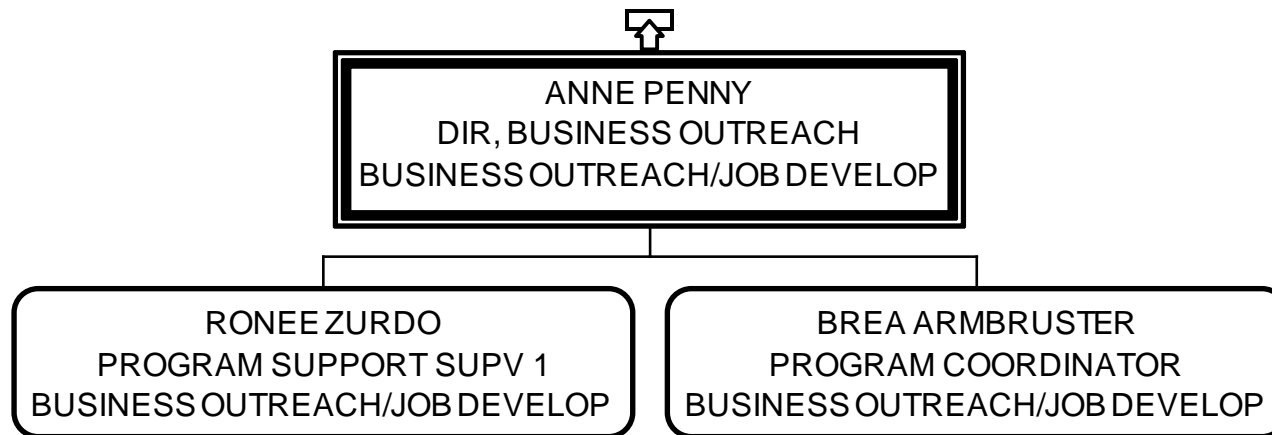 ANNE PENNY
DIR, BUSINESS OUTREACH
BUSINESS OUTREACH/JOB DEVELOP
RONEE ZURDO
PROGRAM SUPPORT SUPV 1
BUSINESS OUTREACH/JOB DEVELOP
BREA ARMBRUSTER
PROGRAM COORDINATOR
BUSINESS OUTREACH/JOB DEVELOP